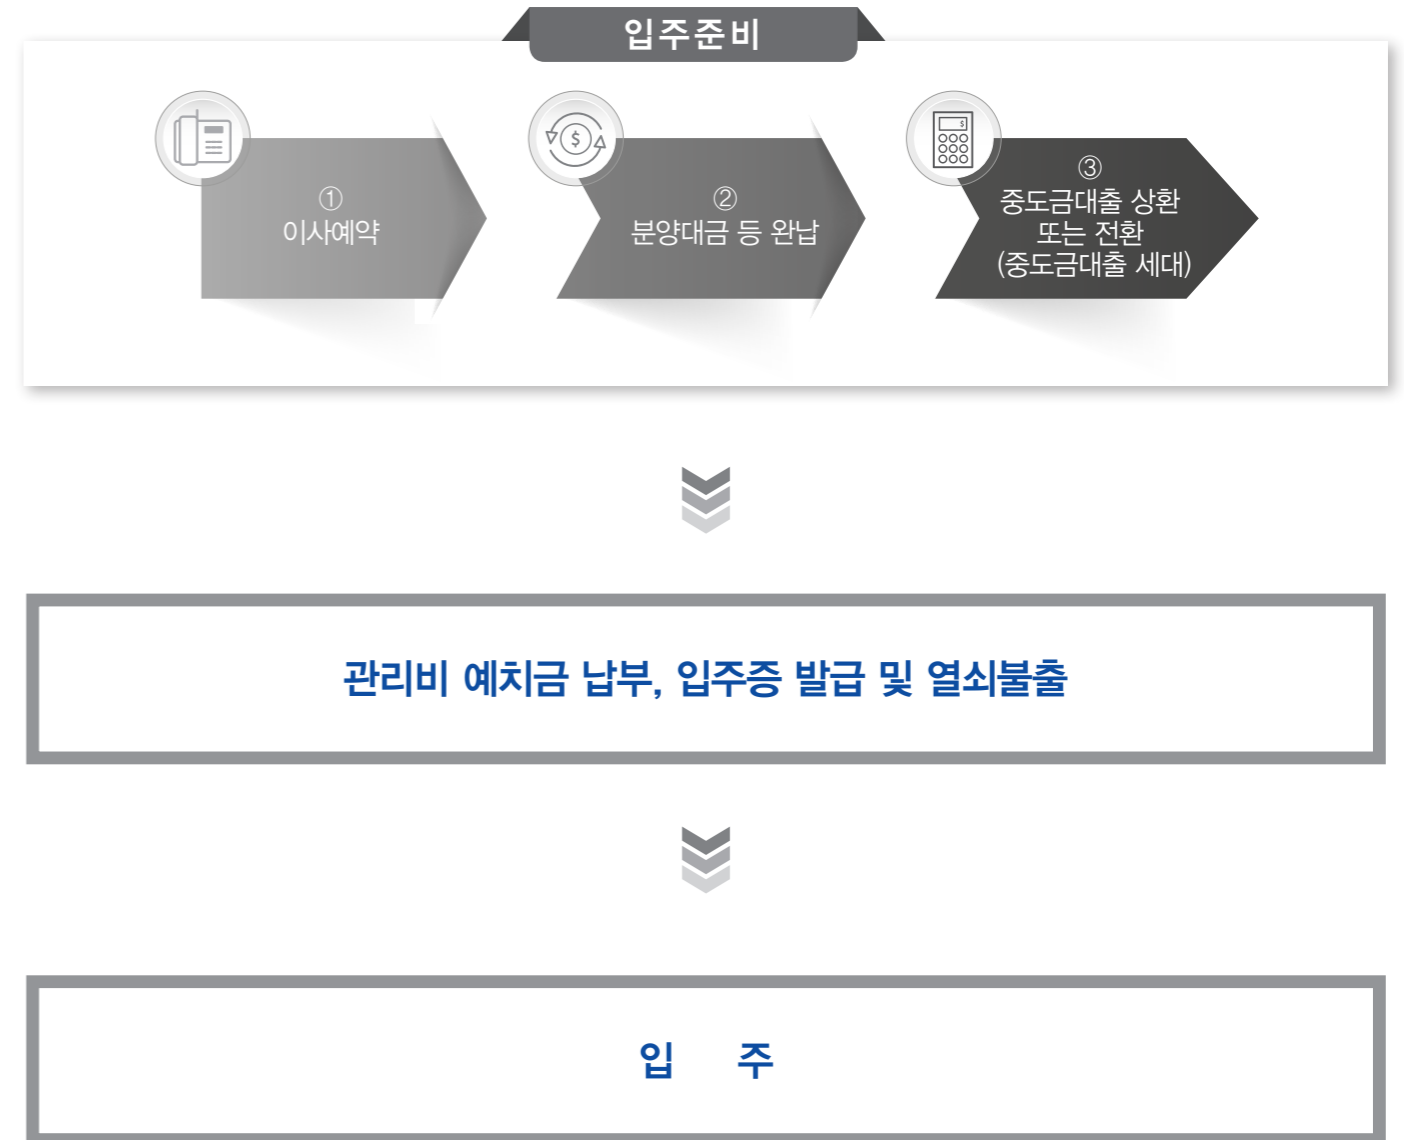 입주준비
①
이사예약
②
분양대금 등 완납
③
중도금대출 상환
또는 전환
(중도금대출 세대)
관리비 예치금 납부, 입주증 발급 및 열쇠불출
입 주